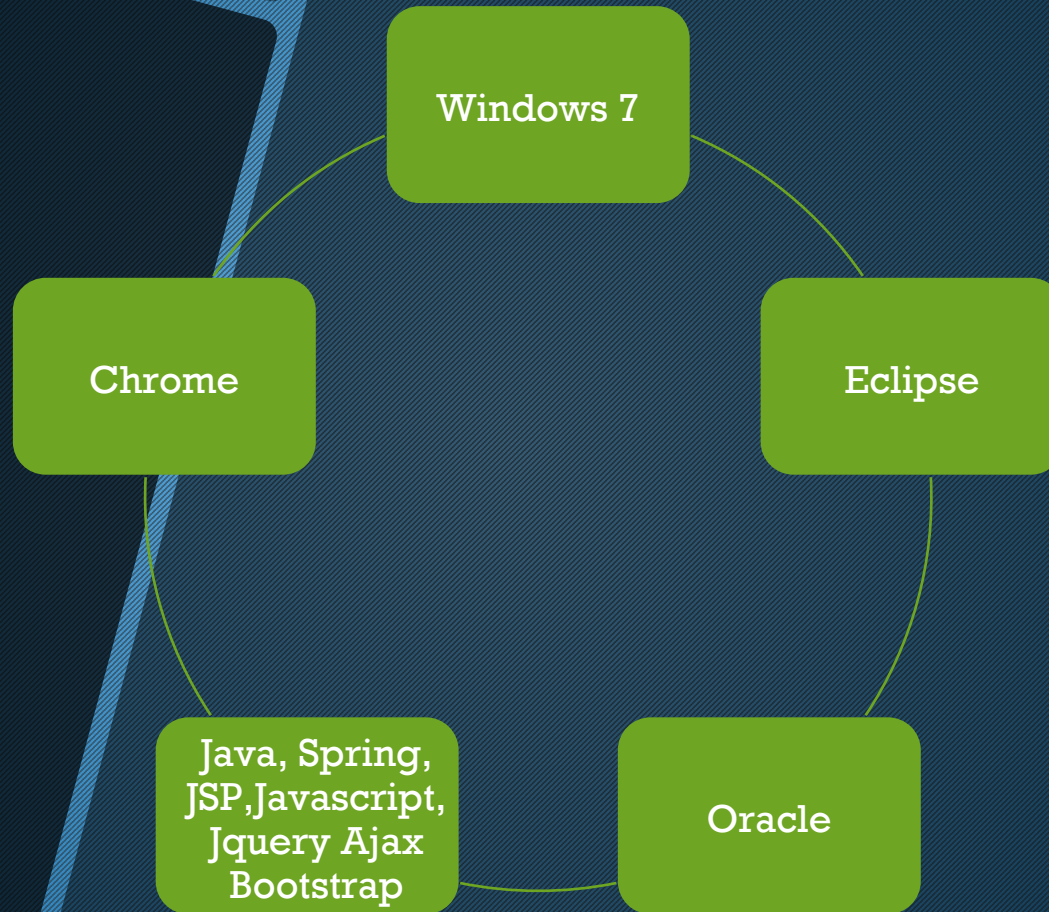 Windows 7
Chrome
Eclipse
Java, Spring,
JSP,Javascript,
Jquery Ajax
Bootstrap
Oracle